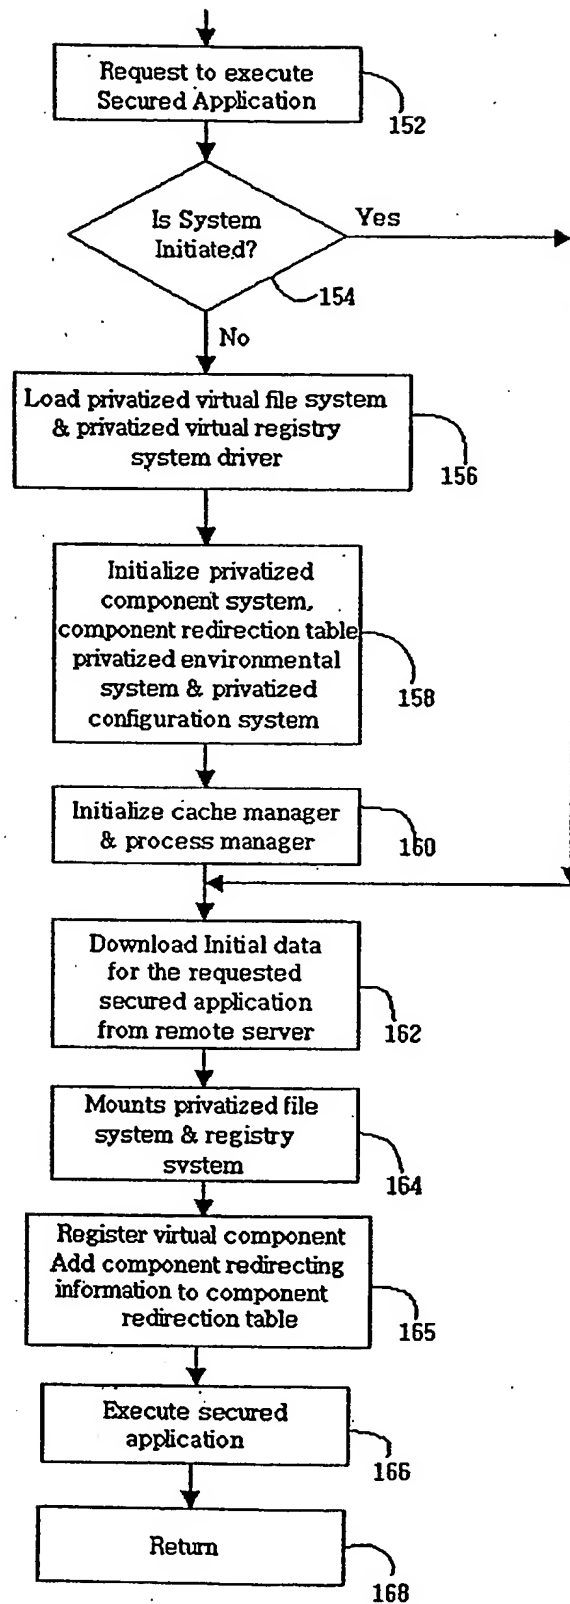 Request to execute
Secured Application
152
Is System
Initiated?
Yes
154
No
Load privatized virtual file system
& privatized virtual registry
system driver
156
Initialize privatized
component system,
component redirection table
privatized environmental
system & privatized
configuration system
158
Initialize cache manager
& process manager
160
Download Initial data
for the requested
secured application
from remote server
162
Mounts privatized file
system & registry
system
164
Register virtual component
Add component redirecting
information to component
redirection table
165
Execute secured
application
166
Return
168